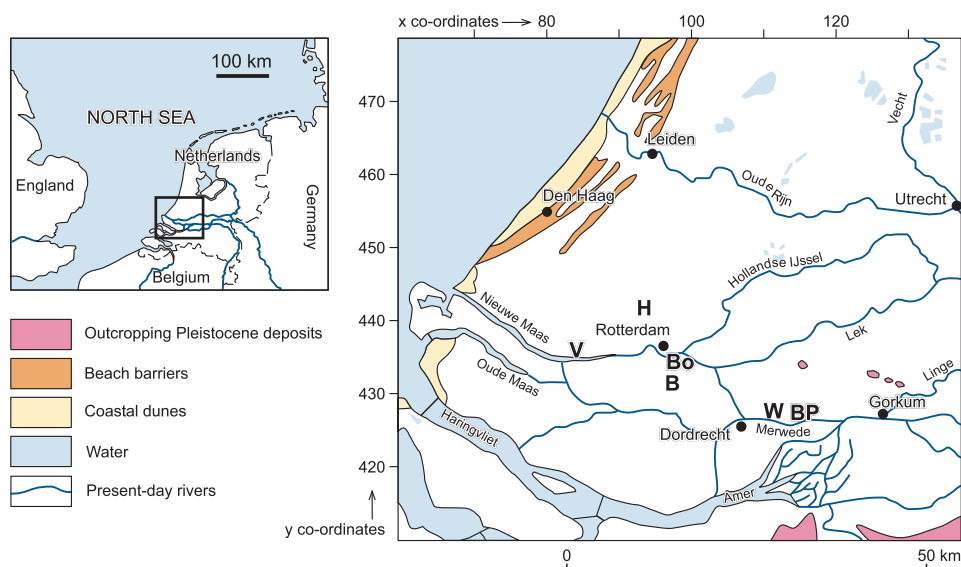 x co-ordinates
80
100
120
100 km
NORTH SEA
Netherlands
England
Germany
Belgium
470
460
450
440
430
420
y co-ordinates
Vecht
Leiden
Oude Rijn
Utrecht
Den Haag
Hollandse IJssel
Nieuwe Maas
H
Rotterdam
Lek
V
Bo
B
Oude Maas
Linge
Gorkum
W
BP
Haringvliet
Dordrecht
Merwede
Amer
Outcropping Pleistocene deposits
Beach barriers
Coastal dunes
Water
Present-day rivers
0
50 km